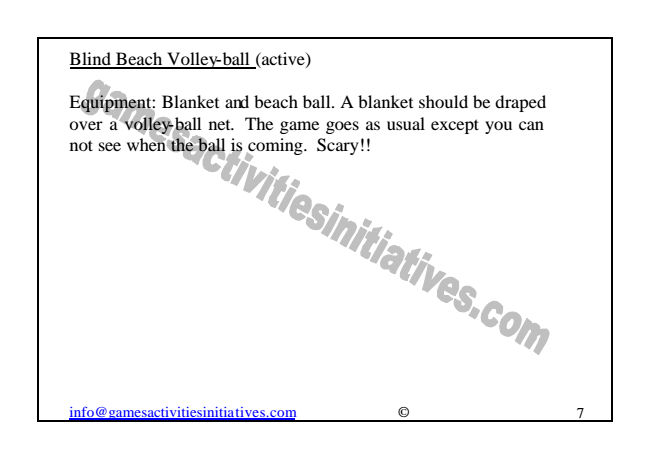 Blind Beach Volley-ball (active)
Equipment: Blanket and beach ball. A blanket should be draped
over a volley-ball net. The game goes as usual except you can
not see when the ball is coming. Scary!!
gamesactivitiesinitiatives.com
info@gamesactivitiesinitiatives.com © 7